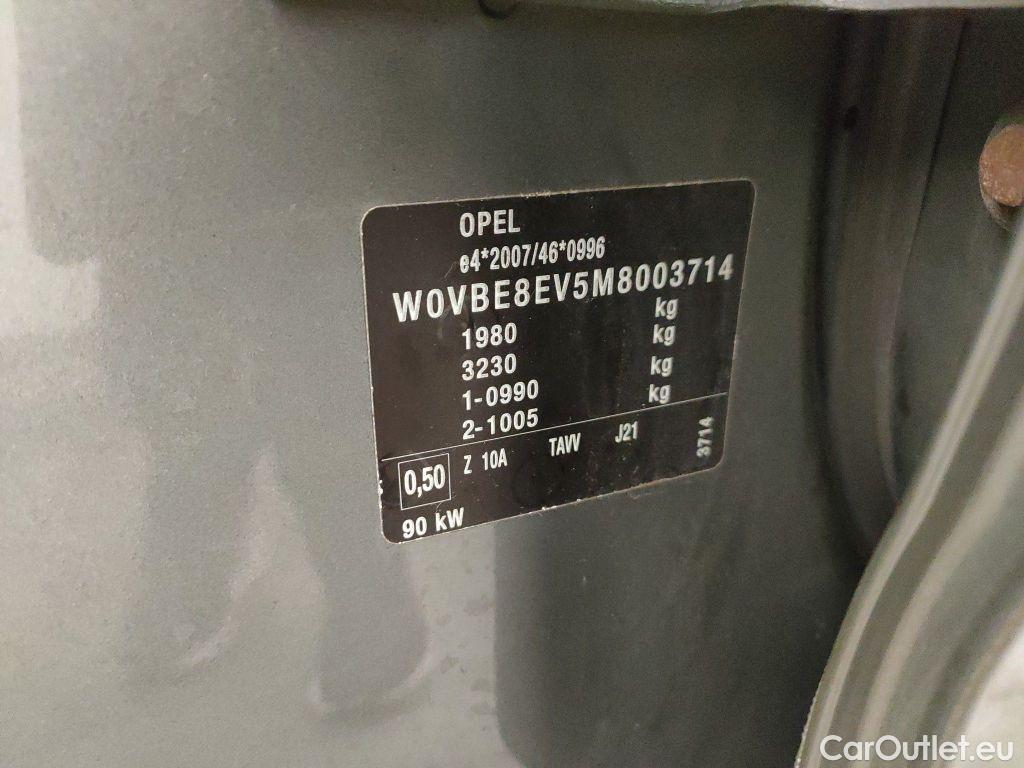 OPEL
e4*2007/46*0996
W0VBE8EV5M8003714
1980 kg
3230 kg
1-0990 kg
2-1005 kg
0,50 Z 10A TAVV J21 3714
90 kW
CarOutlet.eu